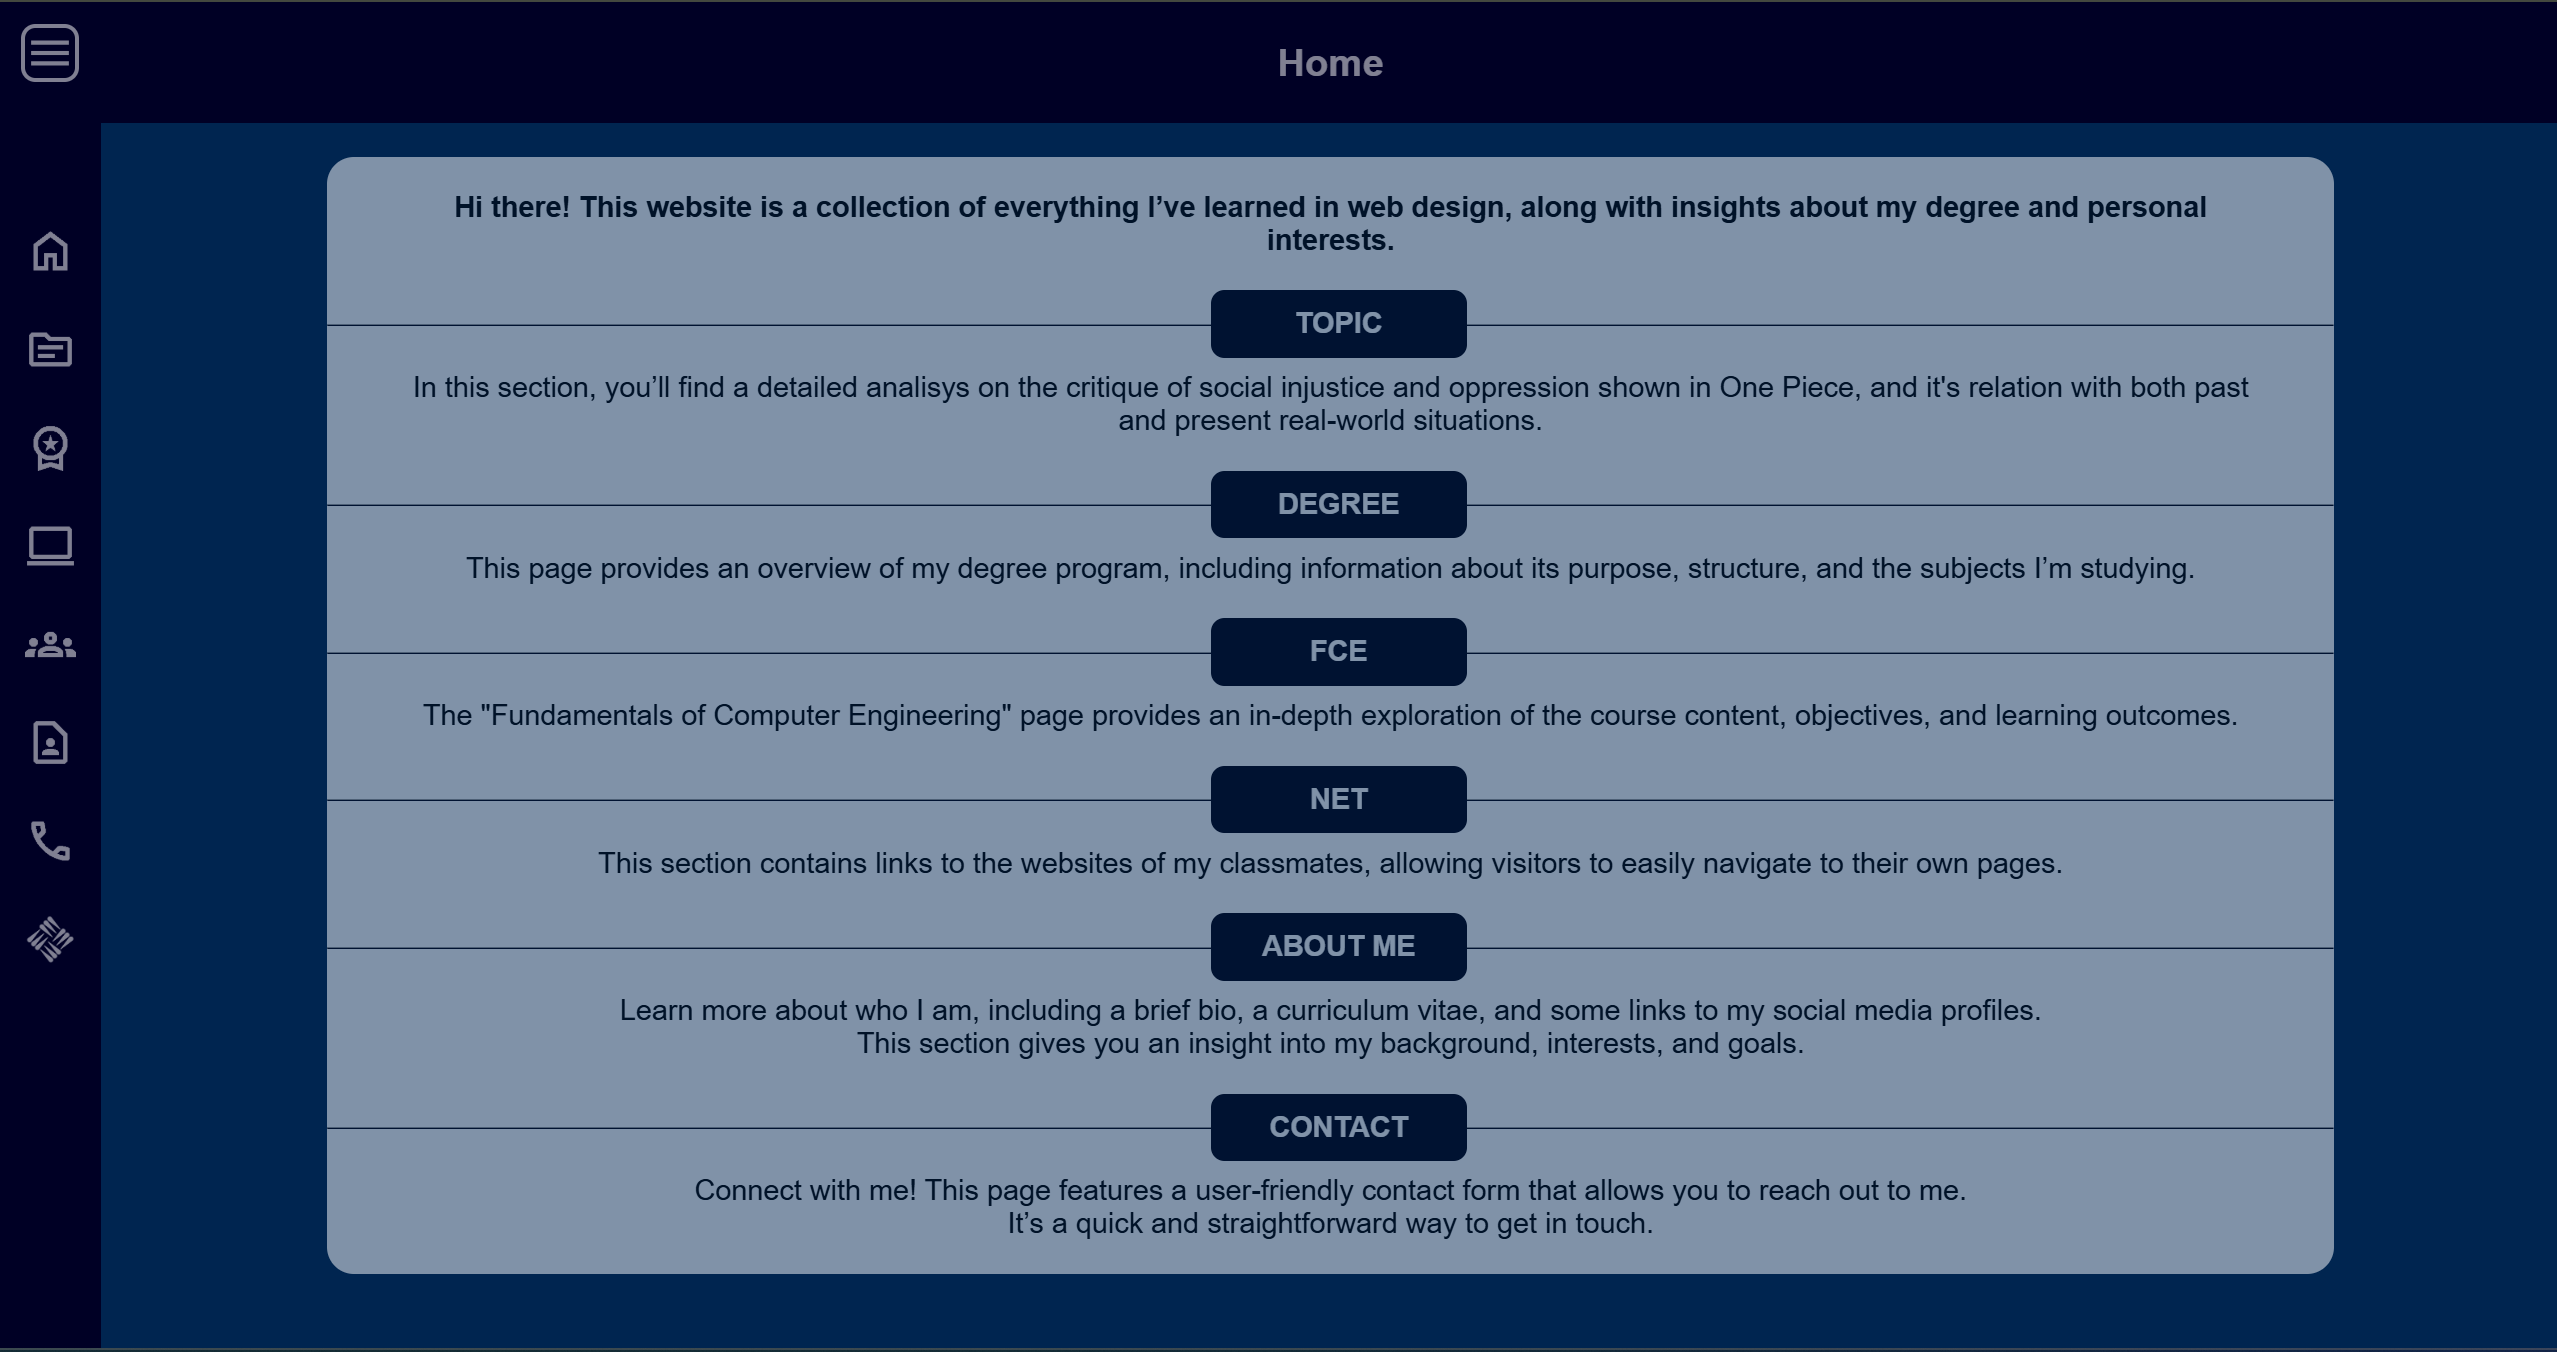 Home
Hi there! This website is a collection of everything I’ve learned in web design, along with insights about my degree and personal
interests.
TOPIC
In this section, you’ll find a detailed analisys on the critique of social injustice and oppression shown in One Piece, and it's relation with both past
and present real-world situations.
DEGREE
This page provides an overview of my degree program, including information about its purpose, structure, and the subjects I’m studying.
FCE
The "Fundamentals of Computer Engineering" page provides an in-depth exploration of the course content, objectives, and learning outcomes.
NET
This section contains links to the websites of my classmates, allowing visitors to easily navigate to their own pages.
ABOUT ME
Learn more about who I am, including a brief bio, a curriculum vitae, and some links to my social media profiles.
This section gives you an insight into my background, interests, and goals.
CONTACT
Connect with me! This page features a user-friendly contact form that allows you to reach out to me.
It’s a quick and straightforward way to get in touch.